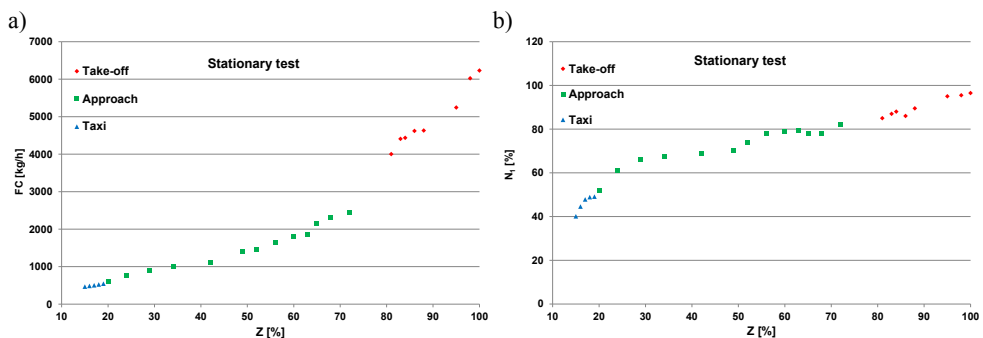 a)
Stationary test
Take-off
Approach
Taxi
FC [kg/h]
7000
6000
5000
4000
3000
2000
1000
0
10 20 30 40 50 60 70 80 90 100
Z [%]
b)
Stationary test
Take-off
Approach
Taxi
N₁ [%]
120
100
80
60
40
20
0
10 20 30 40 50 60 70 80 90 100
Z [%]